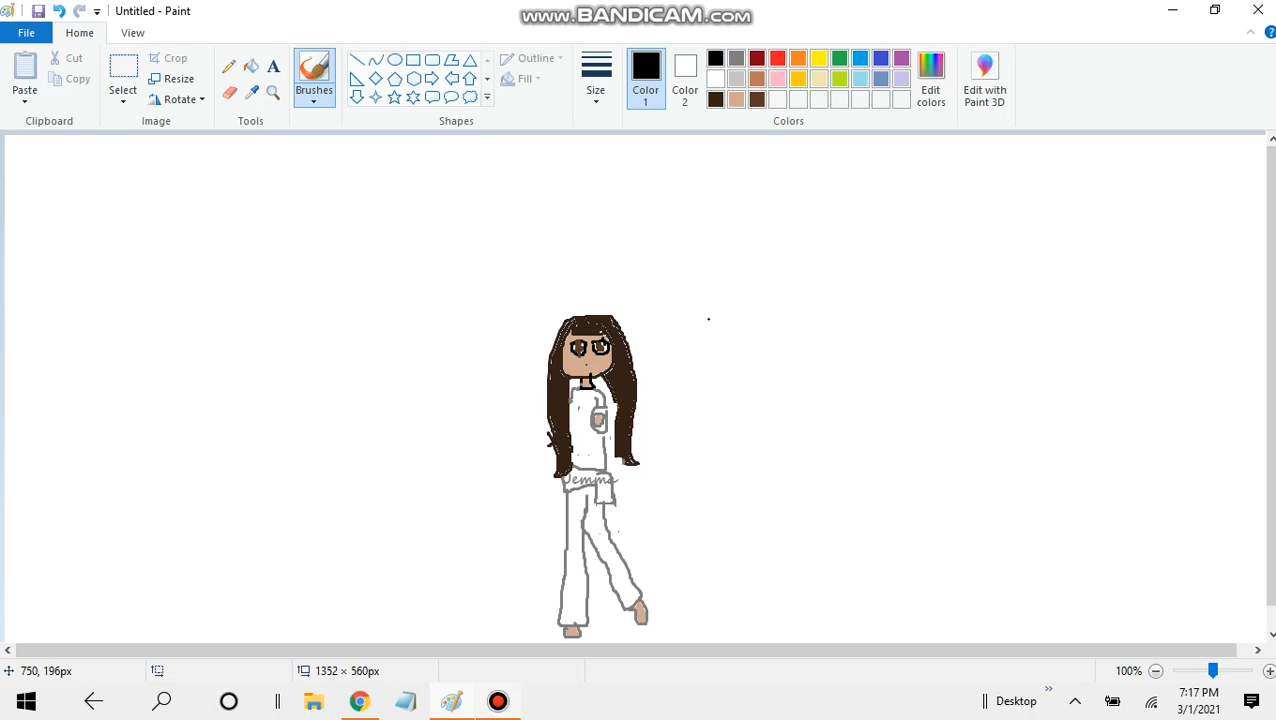 Untitled - Paint
www.BANDICAM.com
File
Home
View
Paste
Cut
Copy
Clipboard
Select
Crop
Resize
Rotate
Image
A
Tools
Brushes
Outline
Fill
Shapes
Size
Color 1
Color 2
Edit colors
Edit with Paint 3D
Colors
Jemma
750, 196px
1352 × 560px
100%
Desktop
7:17 PM
3/1/2021